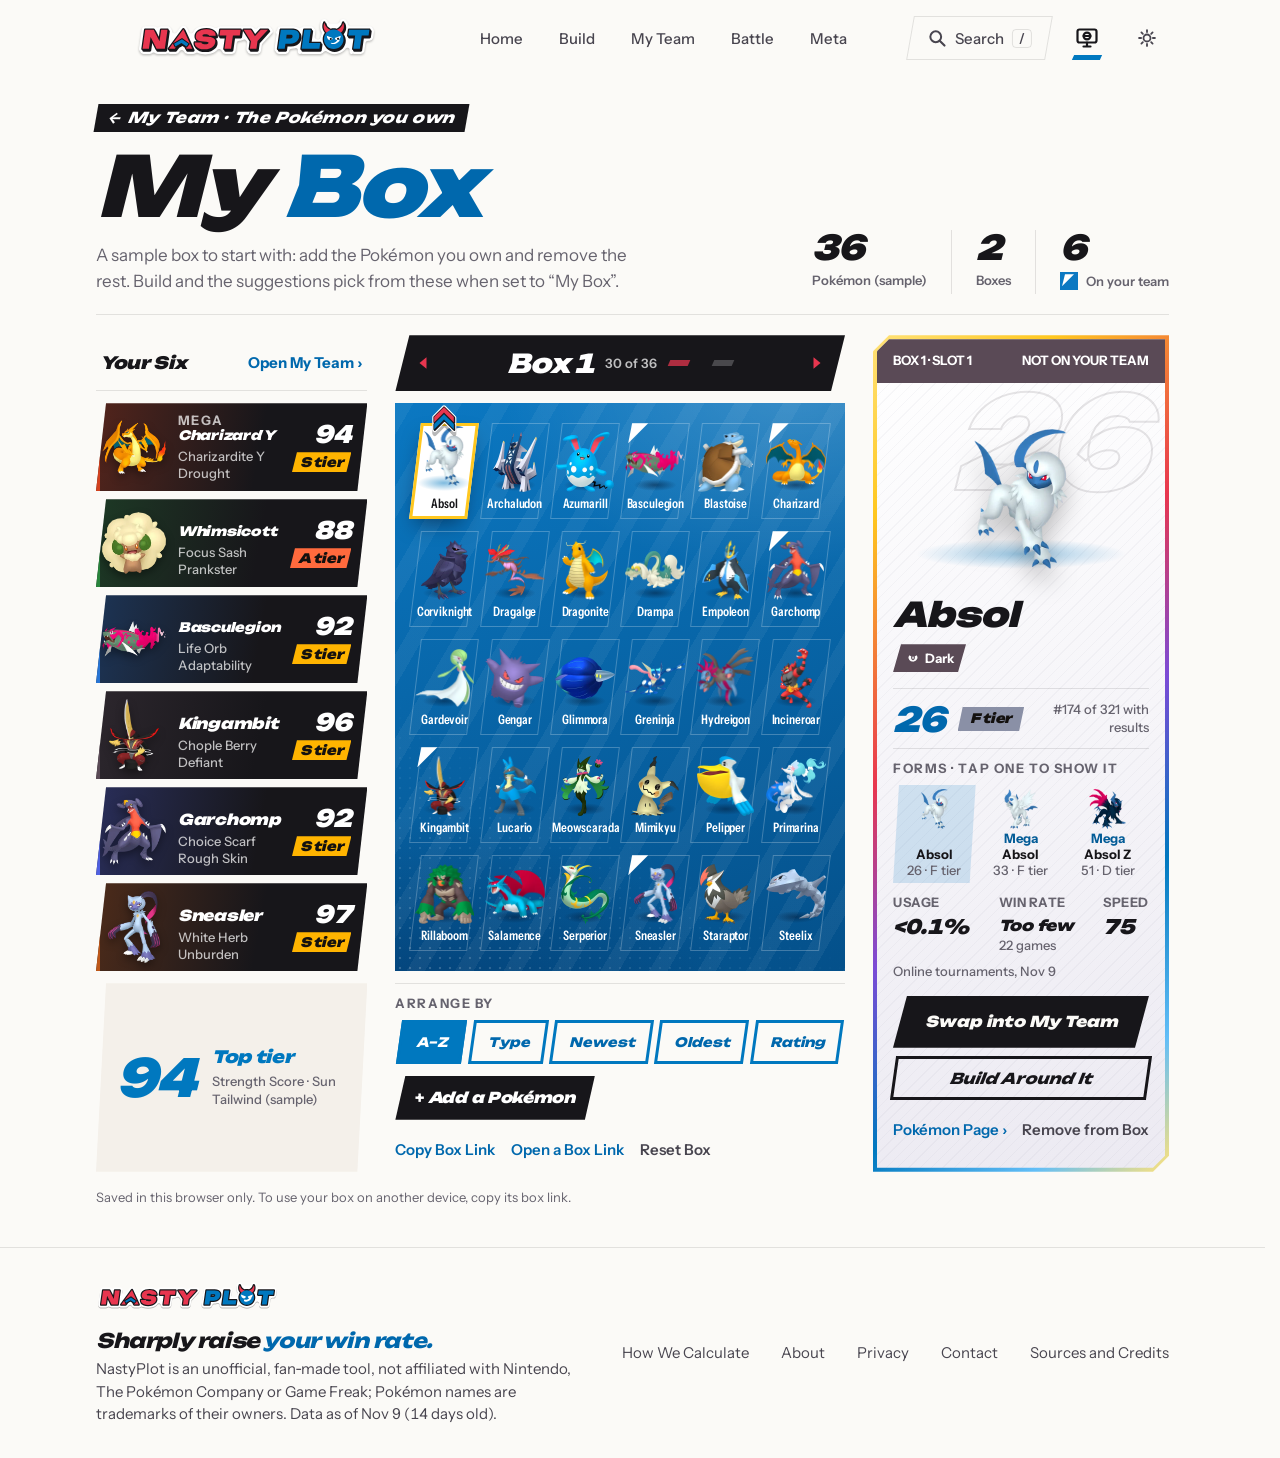 NASTY PLOT
Home
Build
My Team
Battle
Meta
Search /
← My Team · The Pokémon you own
My Box
A sample box to start with: add the Pokémon you own and remove the
rest. Build and the suggestions pick from these when set to “My Box”.
36
Pokémon (sample)
2
Boxes
6
On your team
Your Six
Open My Team ›
MEGA
Charizard Y
Charizardite Y
Drought
94
S tier
Whimsicott
Focus Sash
Prankster
88
A tier
Basculegion
Life Orb
Adaptability
92
S tier
Kingambit
Chople Berry
Defiant
96
S tier
Garchomp
Choice Scarf
Rough Skin
92
S tier
Sneasler
White Herb
Unburden
97
S tier
94
Top tier
Strength Score · Sun
Tailwind (sample)
Box 1
30 of 36
Absol
Archaludon
Azumarill
Basculegion
Blastoise
Charizard
Corviknight
Dragalge
Dragonite
Drampa
Empoleon
Garchomp
Gardevoir
Gengar
Glimmora
Greninja
Hydreigon
Incineroar
Kingambit
Lucario
Meowscarada
Mimikyu
Pelipper
Primarina
Rillaboom
Salamence
Serperior
Sneasler
Staraptor
Steelix
ARRANGE BY
A–Z
Type
Newest
Oldest
Rating
+ Add a Pokémon
Copy Box Link
Open a Box Link
Reset Box
BOX 1 · SLOT 1
NOT ON YOUR TEAM
26
Absol
Dark
26
F tier
#174 of 321 with
results
FORMS · TAP ONE TO SHOW IT
Absol
26 · F tier
Mega
Absol
33 · F tier
Mega
Absol Z
51 · D tier
USAGE
<0.1%
WIN RATE
Too few
22 games
SPEED
75
Online tournaments, Nov 9
Swap into My Team
Build Around It
Pokémon Page ›
Remove from Box
Saved in this browser only. To use your box on another device, copy its box link.
NASTY PLOT
Sharply raise your win rate.
NastyPlot is an unofficial, fan-made tool, not affiliated with Nintendo,
The Pokémon Company or Game Freak; Pokémon names are
trademarks of their owners. Data as of Nov 9 (14 days old).
How We Calculate
About
Privacy
Contact
Sources and Credits